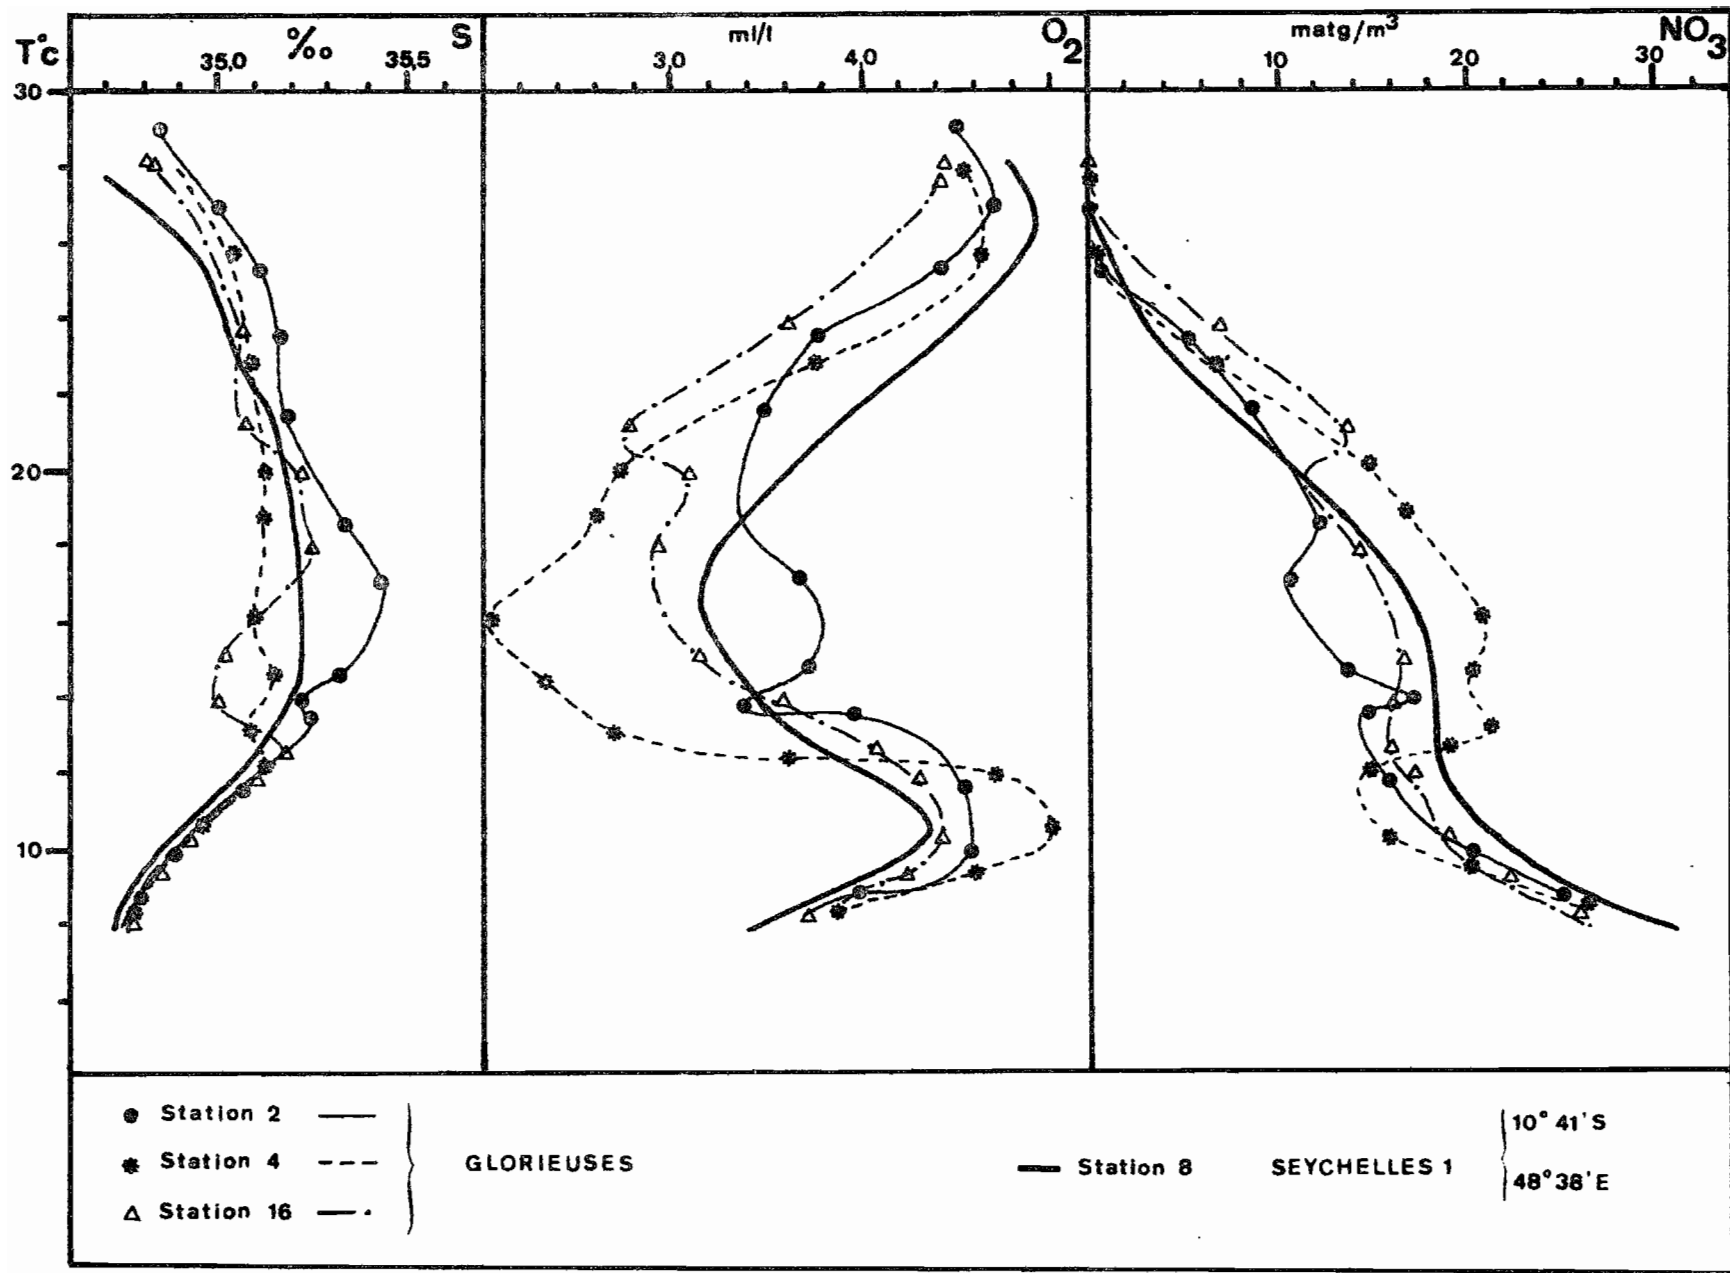 T°c ‰ S ml/l O2 matg/m3 NO3
35,0 35,5 3,0 4,0 10 20 30
30
20
10
Station 2
Station 4
Station 16
GLORIEUSES
Station 8 SEYCHELLES 1
10° 41' S
48° 38' E